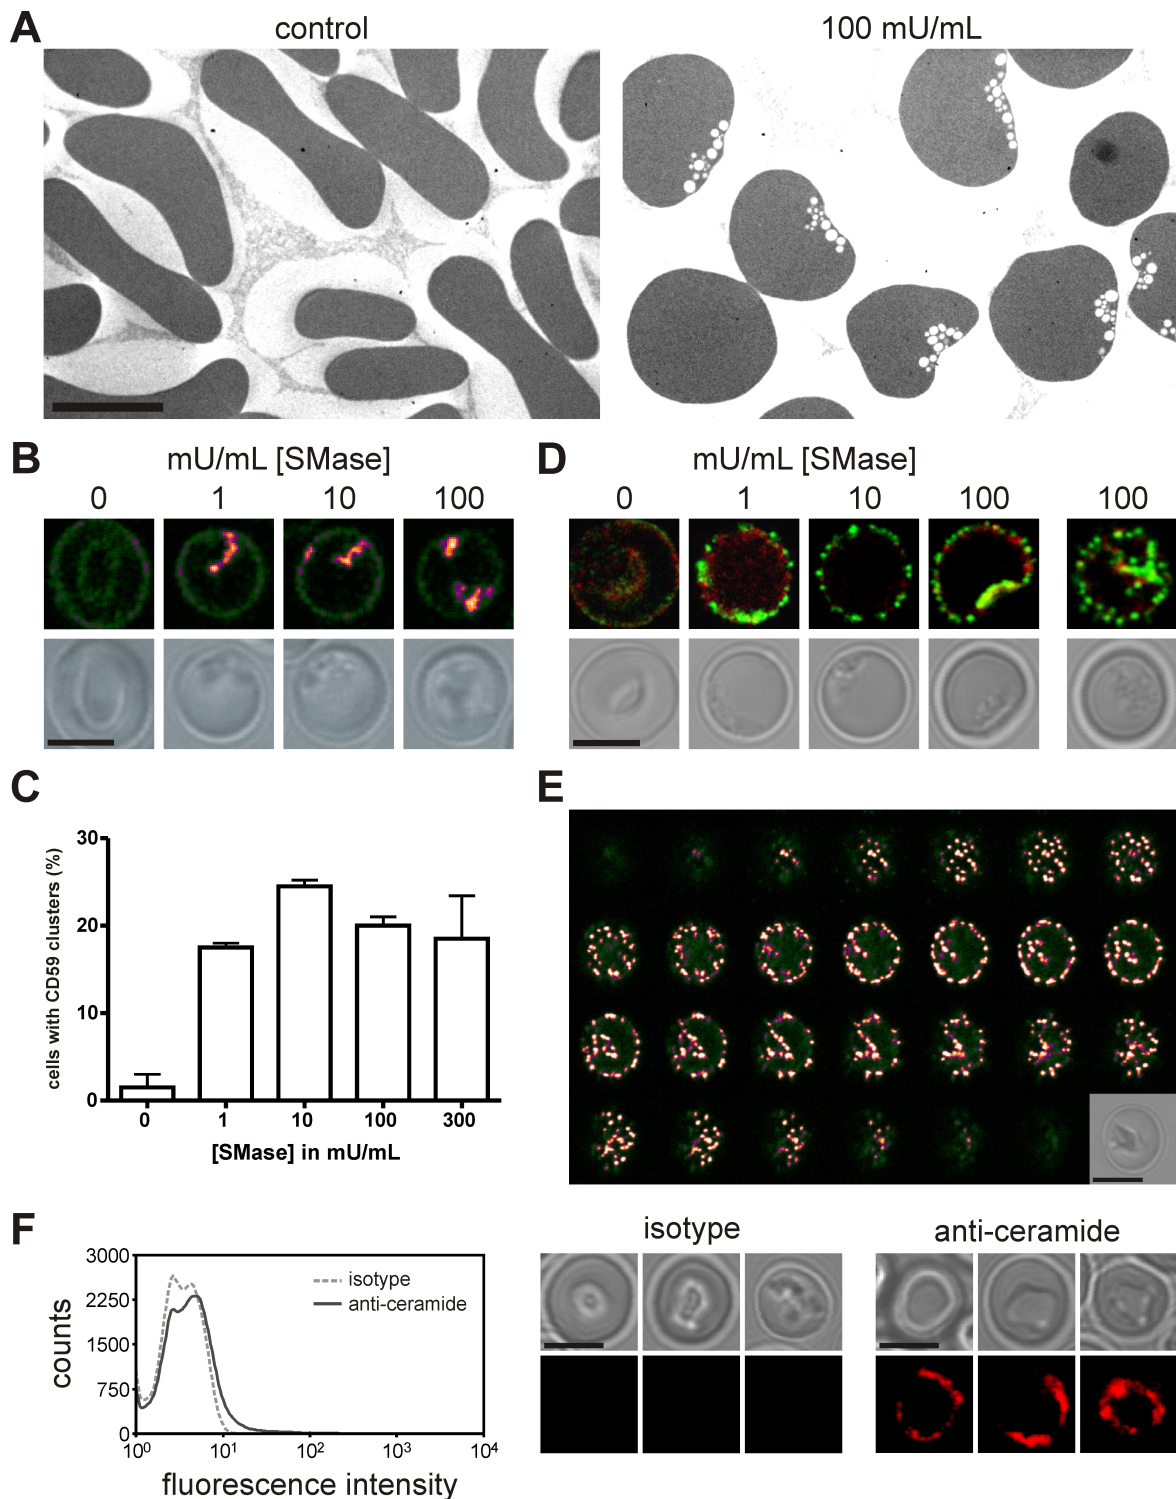 A
control
100 mU/mL
B
mU/mL [SMase]
0 1 10 100
D
mU/mL [SMase]
0 1 10 100 100
C
30
20
10
0
cells with CD59 clusters (%)
0 1 10 100 300
[SMase] in mU/mL
E
F
3000
2250
1500
750
0
counts
isotype
anti-ceramide
10⁰ 10¹ 10² 10³ 10⁴
fluorescence intensity
isotype
anti-ceramide